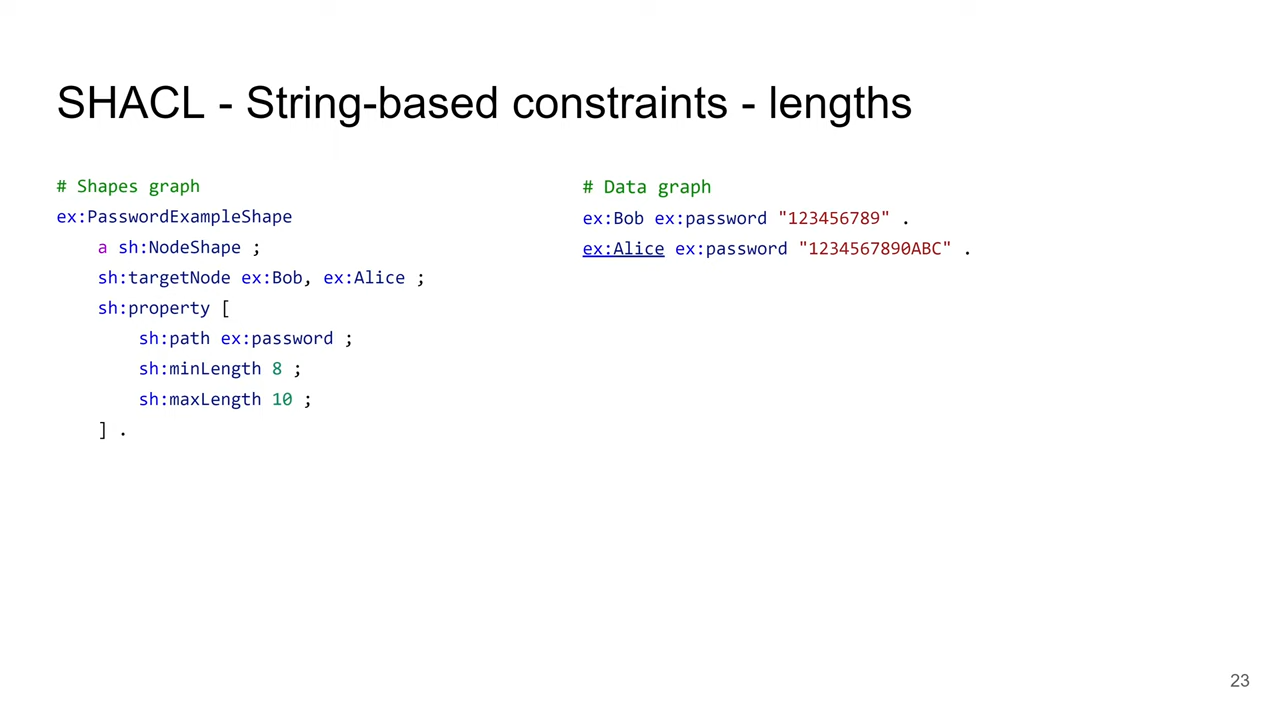 SHACL - String-based constraints - lengths
# Shapes graph
ex:PasswordExampleShape
a sh:NodeShape ;
sh:targetNode ex:Bob, ex:Alice ;
sh:property [
sh:path ex:password ;
sh:minLength 8 ;
sh:maxLength 10 ;
] .
# Data graph
ex:Bob ex:password "123456789" .
ex:Alice ex:password "1234567890ABC" .
23